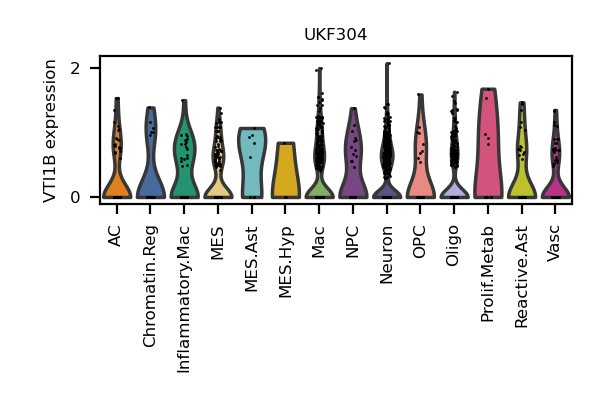 UKF304
VTI1B expression
2
0
AC
Chromatin.Reg
Inflammatory.Mac
MES
MES.Ast
MES.Hyp
Mac
NPC
Neuron
OPC
Oligo
Prolif.Metab
Reactive.Ast
Vasc